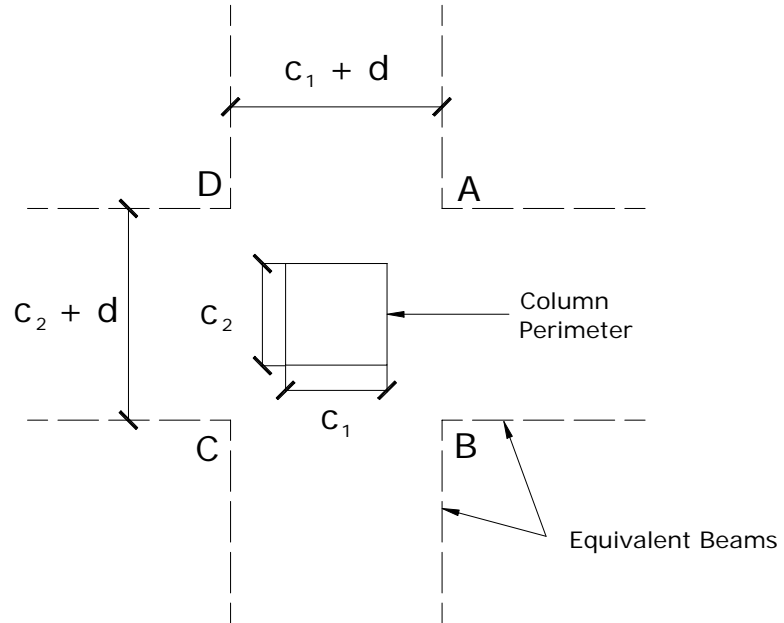 c₁ + d
D
A
c₂ + d
c₂
Column
Perimeter
c₁
C
B
Equivalent Beams